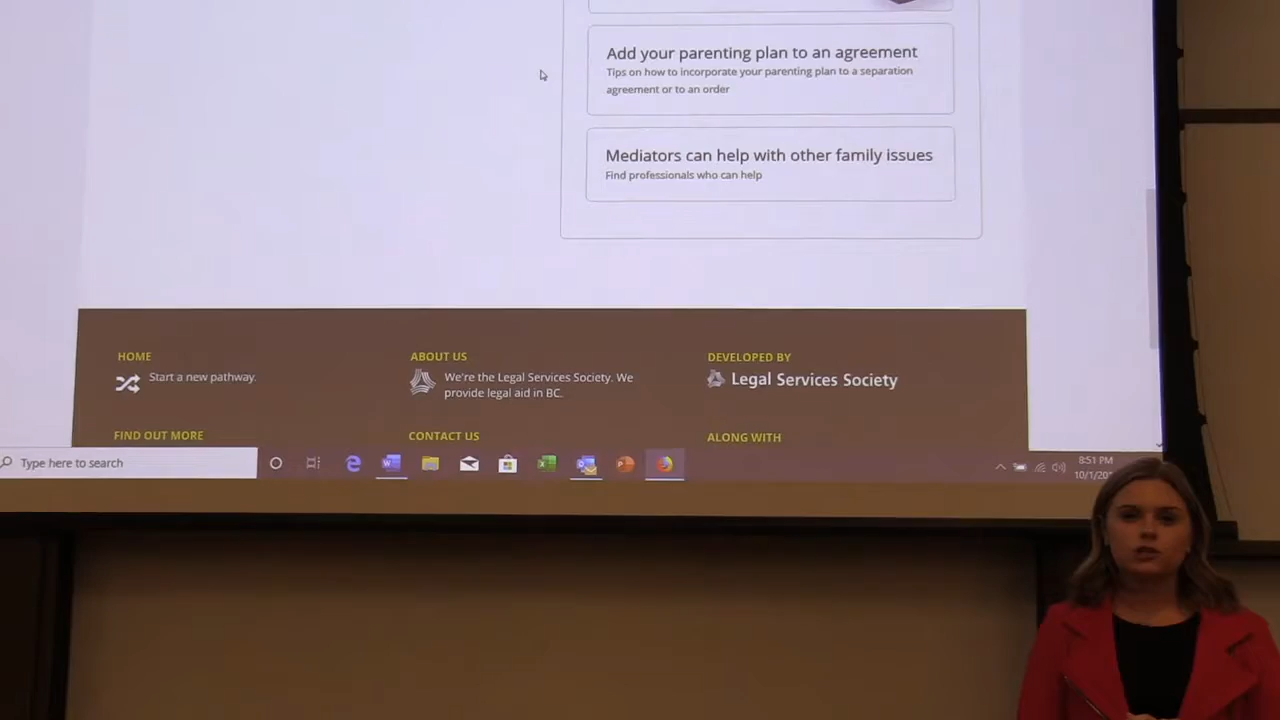 Add your parenting plan to an agreement
Tips on how to incorporate your parenting plan to a separation
agreement or to an order
Mediators can help with other family issues
Find professionals who can help
HOME
Start a new pathway.
ABOUT US
We're the Legal Services Society. We
provide legal aid in BC.
DEVELOPED BY
Legal Services Society
FIND OUT MORE
CONTACT US
ALONG WITH
Type here to search
8:51 PM